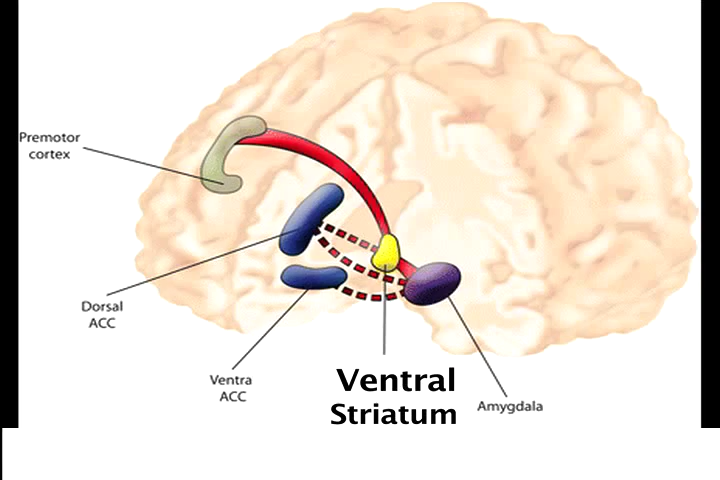 Premotor
cortex
Dorsal
ACC
Ventra
ACC
Ventral
Striatum
Amygdala